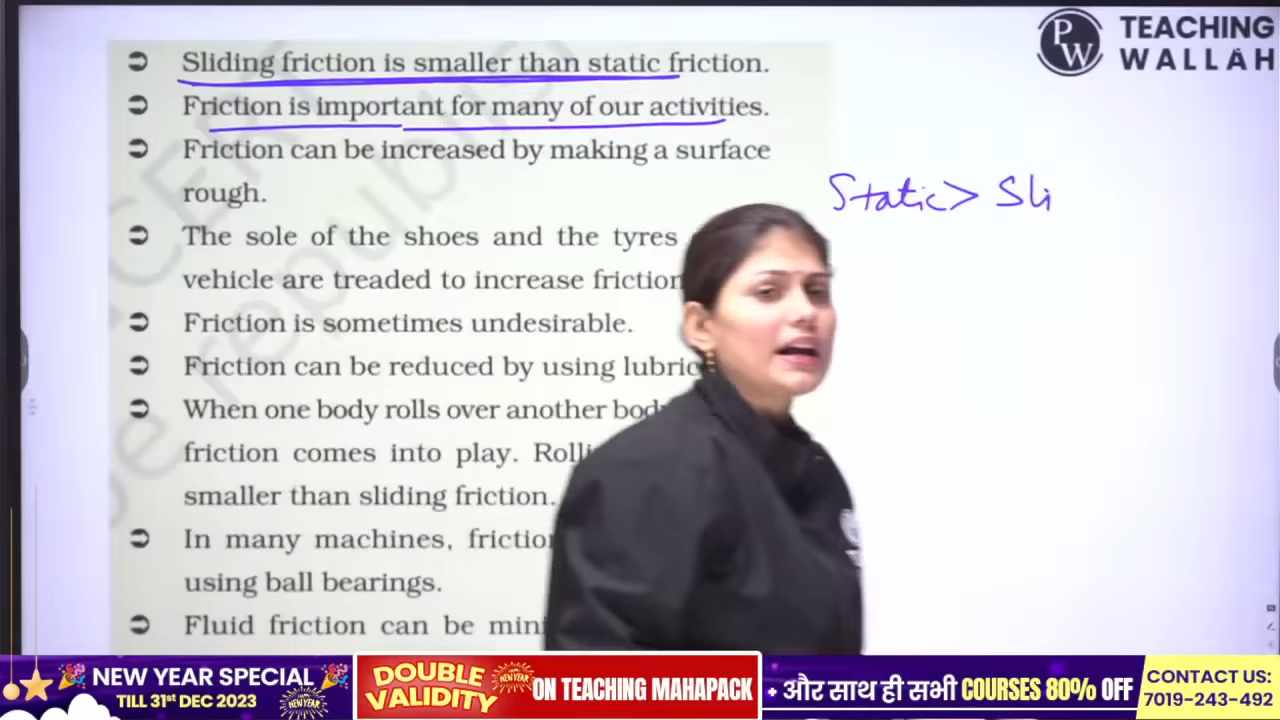 PW TEACHING
WALLAH
➲ Sliding friction is smaller than static friction.
➲ Friction is important for many of our activities.
➲ Friction can be increased by making a surface
rough.
Static > Sli
➲ The sole of the shoes and the tyres
vehicle are treaded to increase friction
➲ Friction is sometimes undesirable.
➲ Friction can be reduced by using lubric
➲ When one body rolls over another body
friction comes into play. Rolli
smaller than sliding friction.
➲ In many machines, friction
using ball bearings.
➲ Fluid friction can be mini
NEW YEAR SPECIAL
TILL 31st DEC 2023
DOUBLE
VALIDITY
ON TEACHING MAHAPACK
+ और साथ ही सभी COURSES 80% OFF
CONTACT US:
7019-243-492